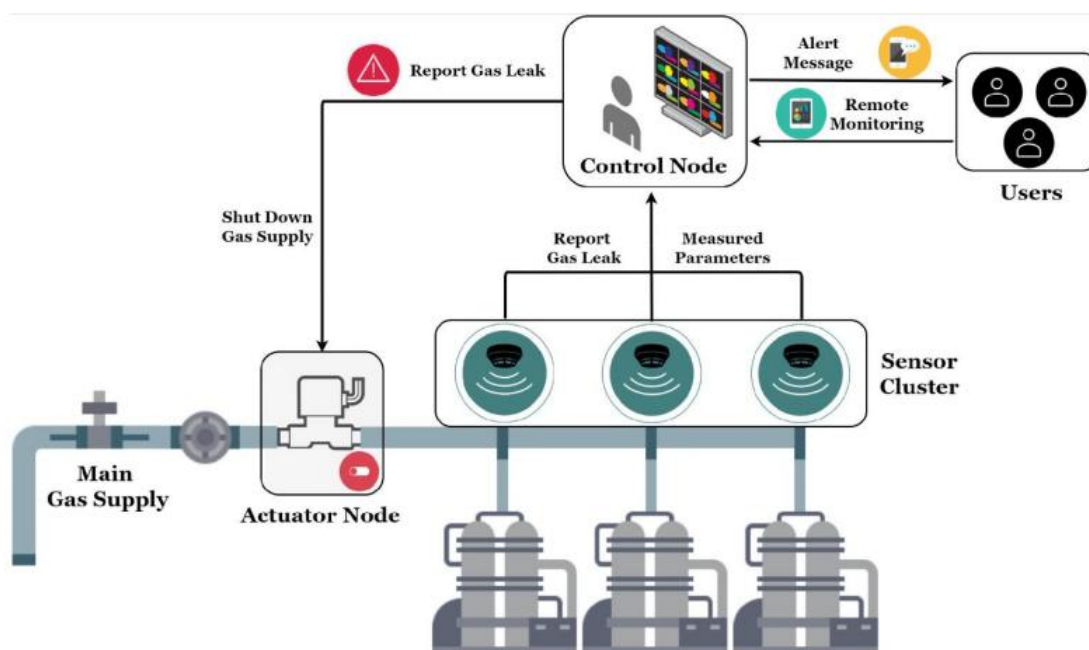 Report Gas Leak
Alert
Message
Remote
Monitoring
Control Node
Users
Shut Down
Gas Supply
Report
Gas Leak
Measured
Parameters
Sensor
Cluster
Main
Gas Supply
Actuator Node